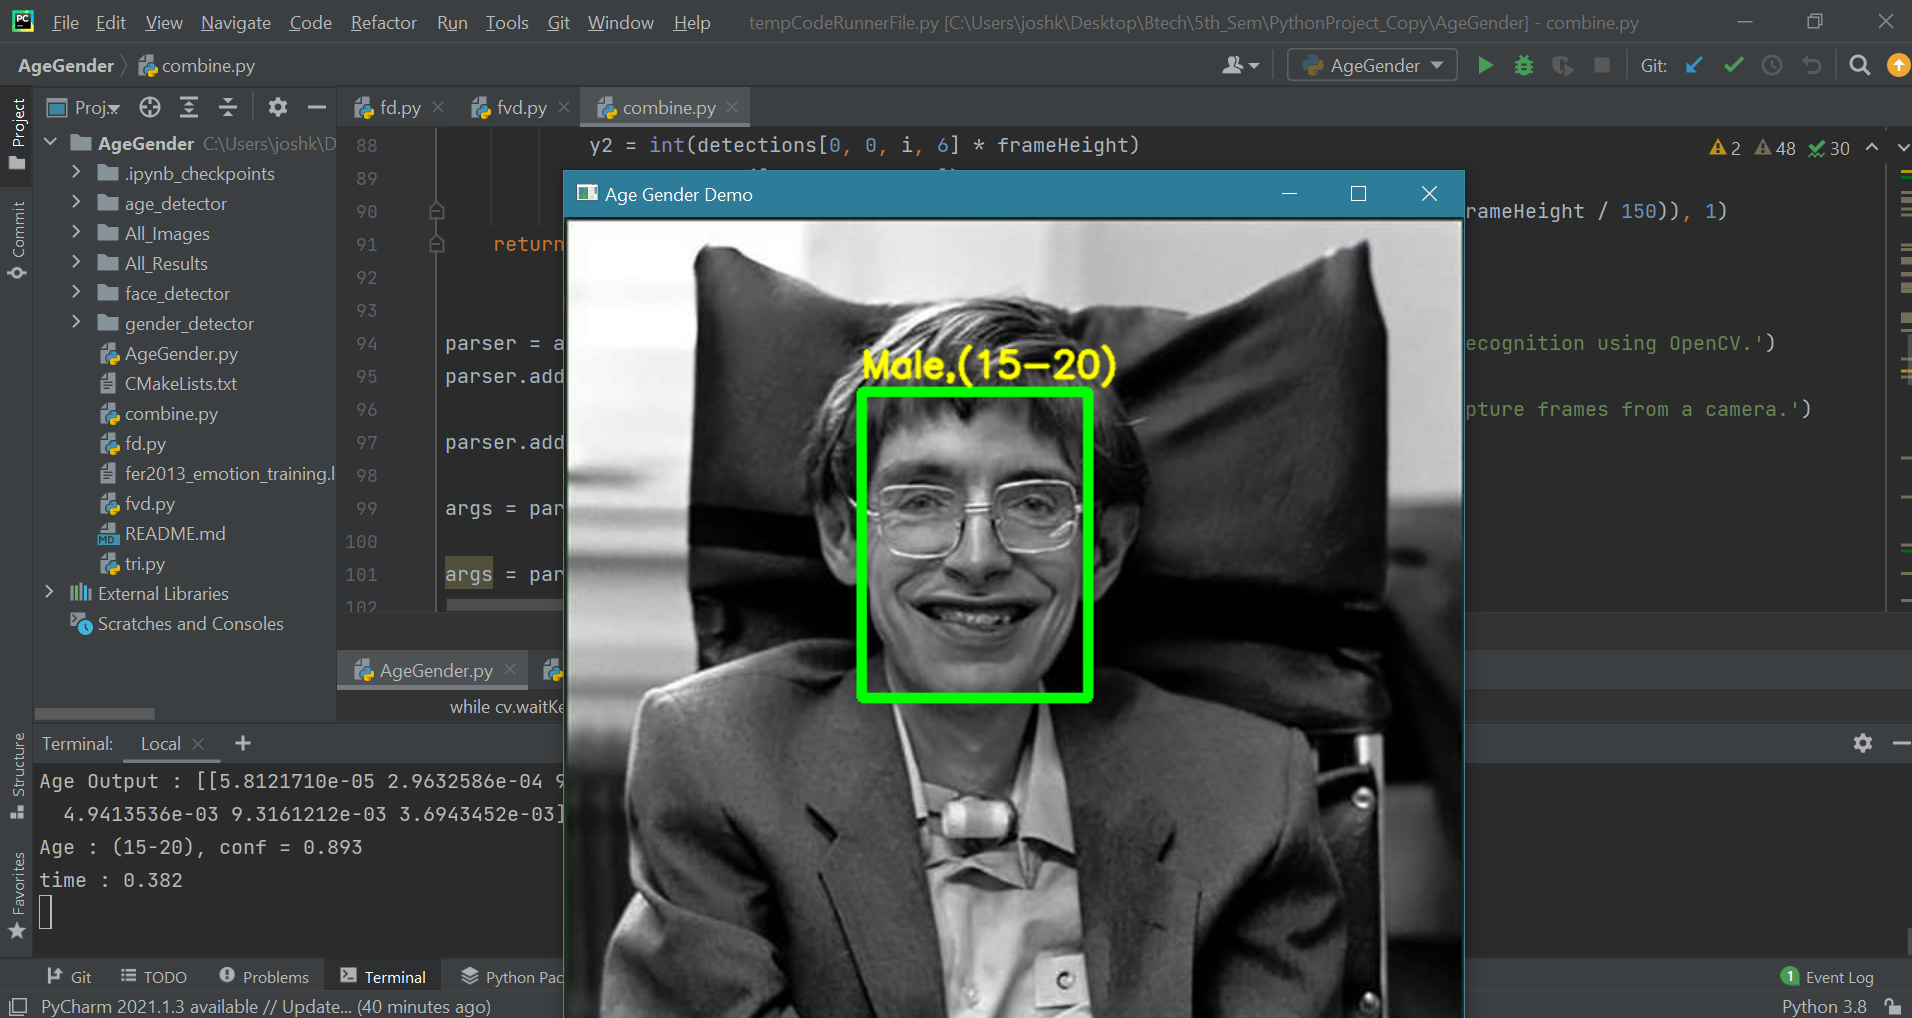 File Edit View Navigate Code Refactor Run Tools Git Window Help tempCodeRunnerFile.py [C:\Users\joshk\Desktop\Btech\5th_Sem\PythonProject_Copy\AgeGender] - combine.py
AgeGender combine.py AgeGender Git:
Project
Commit
Structure
Favorites
Proj...
AgeGender C:\Users\joshk\D
.ipynb_checkpoints
age_detector
All_Images
All_Results
face_detector
gender_detector
AgeGender.py
CMakeLists.txt
combine.py
fd.py
fer2013_emotion_training.l
fvd.py
README.md
tri.py
External Libraries
Scratches and Consoles
fd.py fvd.py combine.py
2 48 30
88 y2 = int(detections[0, 0, i, 6] * frameHeight)
89
90 rameHeight / 150)), 1)
91 return
92
93
94 parser = a ecognition using OpenCV.')
95 parser.add
96 pture frames from a camera.')
97 parser.add
98
99 args = par
100
101 args = par
102
Age Gender Demo
Male,(15-20)
AgeGender.py
while cv.waitKe
Terminal: Local +
Age Output : [[5.8121710e-05 2.9632586e-04 9
4.9413536e-03 9.3161212e-03 3.6943452e-03]
Age : (15-20), conf = 0.893
time : 0.382
Git TODO Problems Terminal Python Pac 1 Event Log
PyCharm 2021.1.3 available // Update... (40 minutes ago) Python 3.8